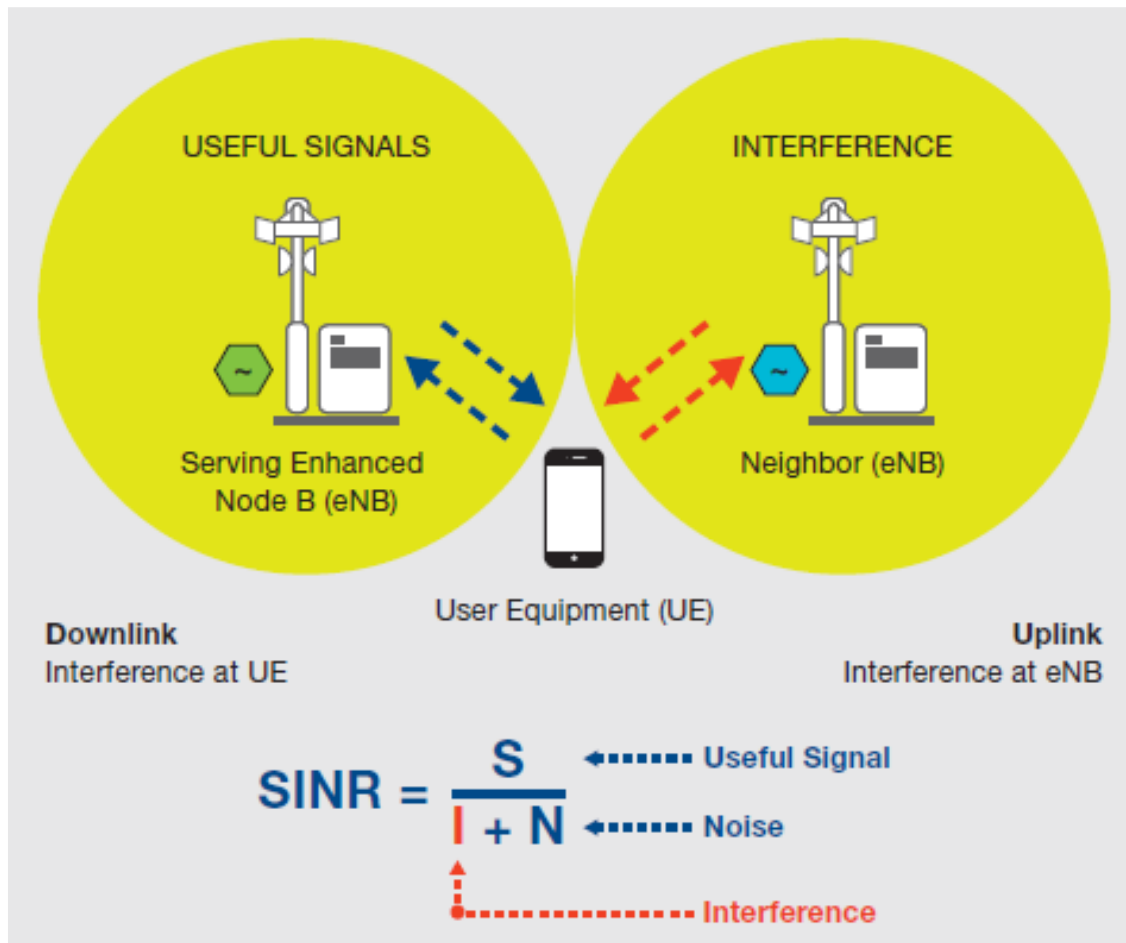 USEFUL SIGNALS
INTERFERENCE
~
~
Serving Enhanced
Node B (eNB)
Neighbor (eNB)
User Equipment (UE)
Downlink
Interference at UE
Uplink
Interference at eNB
SINR = S
I + N
Useful Signal
Noise
Interference